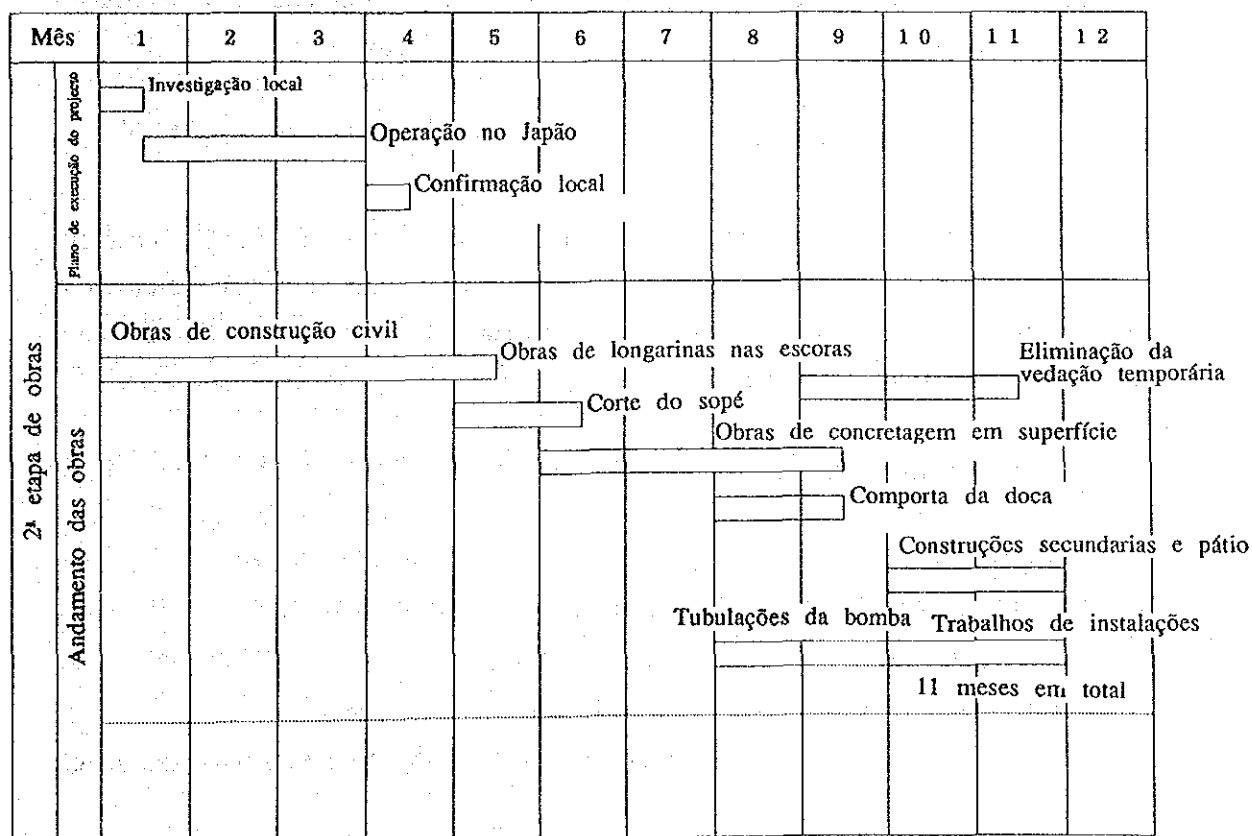 Mês 1 2 3 4 5 6 7 8 9 10 11 12
2ª etapa de obras
Plano de execução do projecto
Investigação local
Operação no Japão
Confirmação local
Andamento das obras
Obras de construção civil
Obras de longarinas nas escoras
Eliminação da
vedação temporária
Corte do sopé
Obras de concretagem em superfície
Comporta da doca
Construções secundarias e pátio
Tubulações da bomba
Trabalhos de instalações
11 meses em total